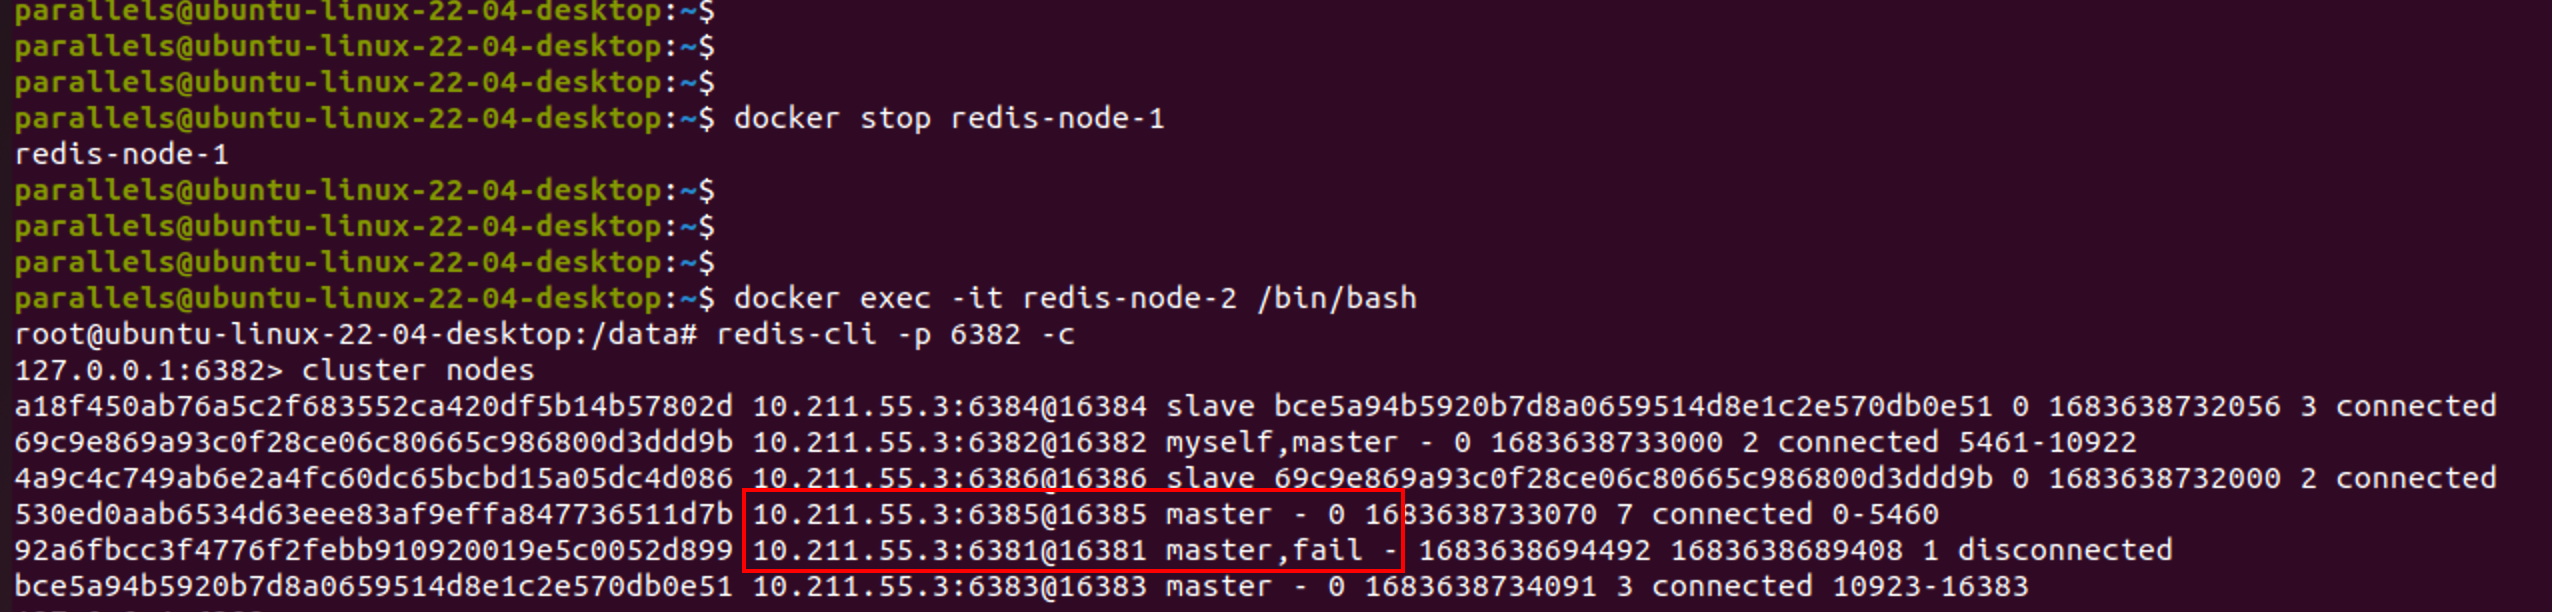 parallels@ubuntu-linux-22-04-desktop:~$
parallels@ubuntu-linux-22-04-desktop:~$
parallels@ubuntu-linux-22-04-desktop:~$
parallels@ubuntu-linux-22-04-desktop:~$ docker stop redis-node-1
redis-node-1
parallels@ubuntu-linux-22-04-desktop:~$
parallels@ubuntu-linux-22-04-desktop:~$
parallels@ubuntu-linux-22-04-desktop:~$
parallels@ubuntu-linux-22-04-desktop:~$ docker exec -it redis-node-2 /bin/bash
root@ubuntu-linux-22-04-desktop:/data# redis-cli -p 6382 -c
127.0.0.1:6382> cluster nodes
a18f450ab76a5c2f683552ca420df5b14b57802d 10.211.55.3:6384@16384 slave bce5a94b5920b7d8a0659514d8e1c2e570db0e51 0 1683638732056 3 connected
69c9e869a93c0f28ce06c80665c986800d3ddd9b 10.211.55.3:6382@16382 myself,master - 0 1683638733000 2 connected 5461-10922
4a9c4c749ab6e2a4fc60dc65bcbd15a05dc4d086 10.211.55.3:6386@16386 slave 69c9e869a93c0f28ce06c80665c986800d3ddd9b 0 1683638732000 2 connected
530ed0aab6534d63eee83af9effa847736511d7b 10.211.55.3:6385@16385 master - 0 1683638733070 7 connected 0-5460
92a6fbcc3f4776f2febb910920019e5c0052d899 10.211.55.3:6381@16381 master,fail - 1683638694492 1683638689408 1 disconnected
bce5a94b5920b7d8a0659514d8e1c2e570db0e51 10.211.55.3:6383@16383 master - 0 1683638734091 3 connected 10923-16383